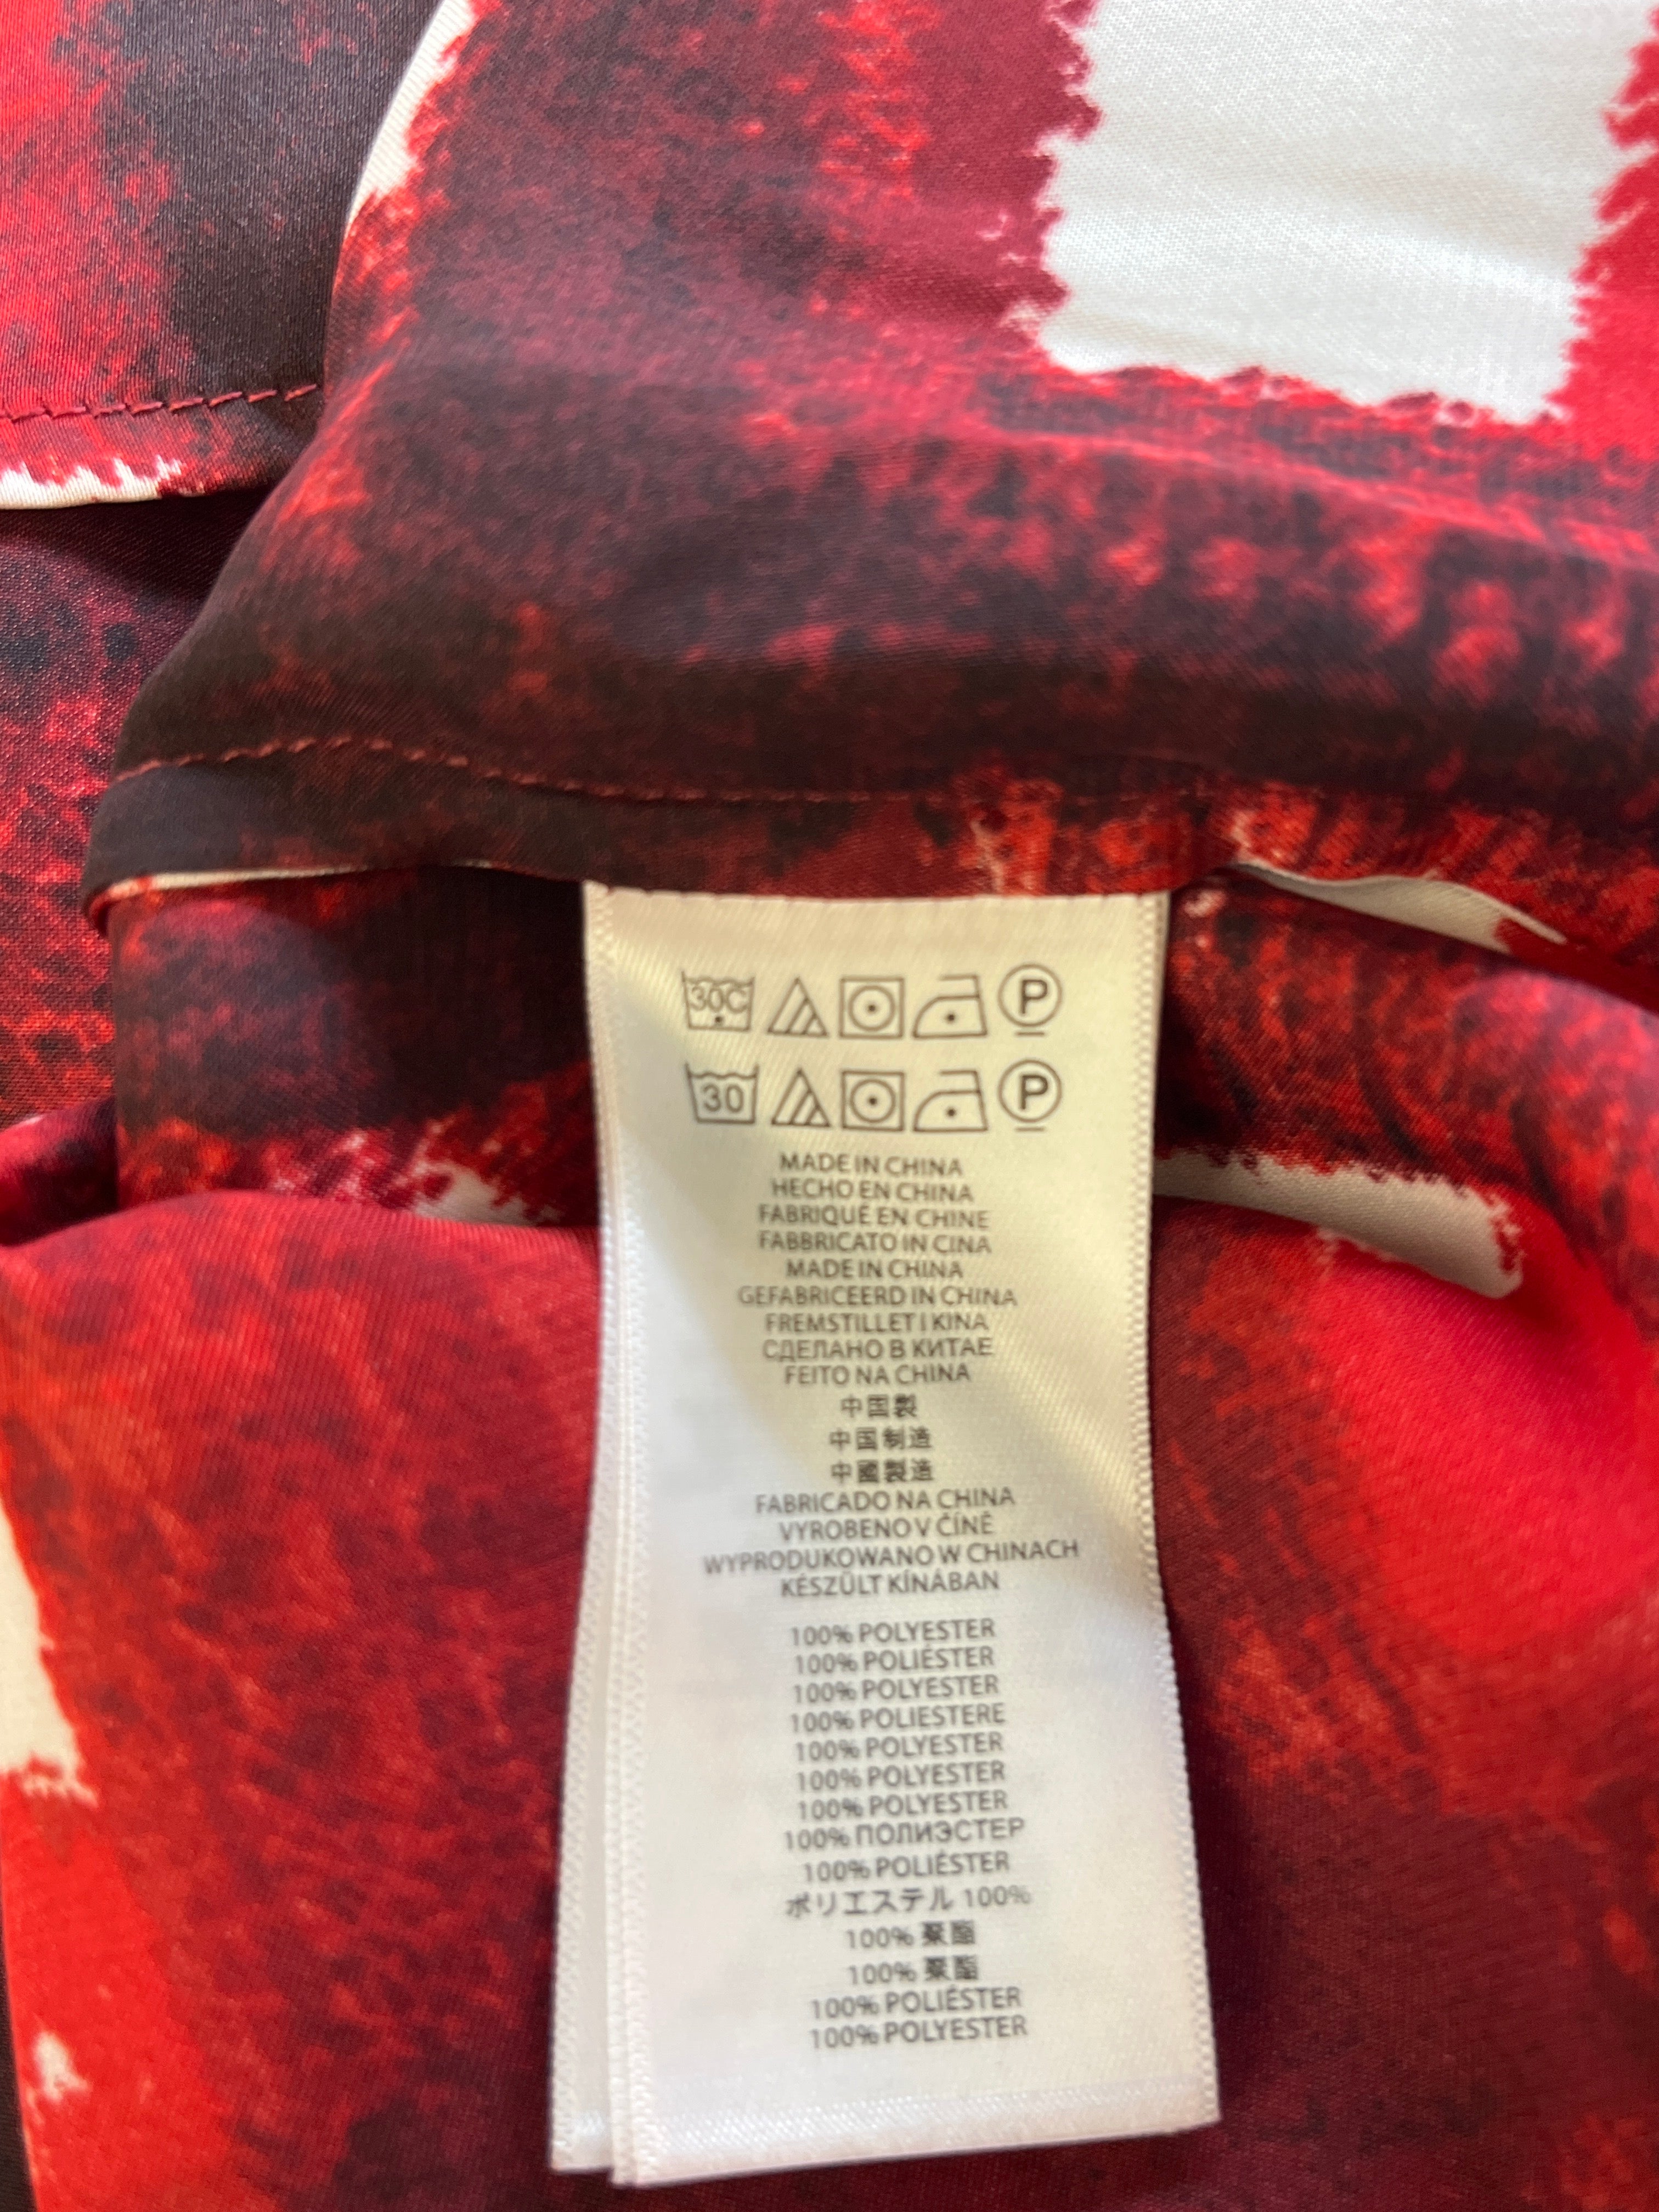 30C P
30 P
MADE IN CHINA
HECHO EN CHINA
FABRIQUÉ EN CHINE
FABBRICATO IN CINA
MADE IN CHINA
GEFABRICEERD IN CHINA
FREMSTILLET I KINA
СДЕЛАНО В КИТАЕ
FEITO NA CHINA
中国製
中国制造
中國製造
FABRICADO NA CHINA
VYROBENO V ČÍNĚ
WYPRODUKOWANO W CHINACH
KÉSZÜLT KÍNÁBAN
100% POLYESTER
100% POLIÉSTER
100% POLYESTER
100% POLIESTERE
100% POLYESTER
100% POLYESTER
100% POLYESTER
100% ПОЛИЭСТЕР
100% POLIÉSTER
ポリエステル 100%
100% 聚酯
100% 聚酯
100% POLIÉSTER
100% POLYESTER